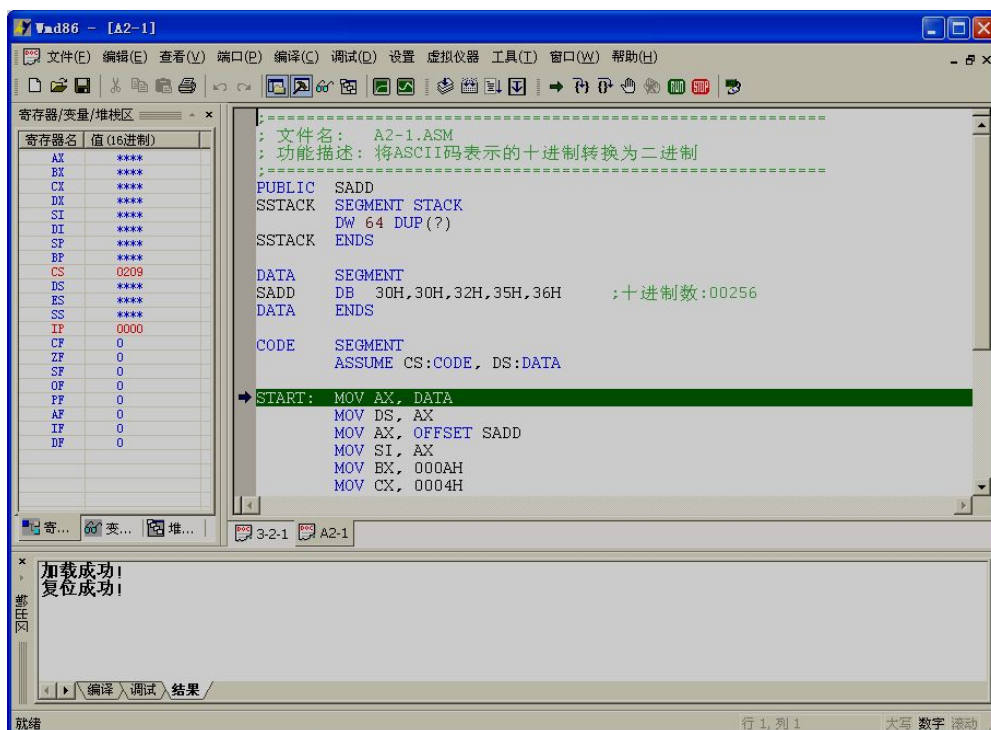 Wmd86 - [A2-1]
文件(F) 编辑(E) 查看(V) 端口(P) 编译(C) 调试(D) 设置 虚拟仪器 工具(T) 窗口(W) 帮助(H)
寄存器/变量/堆栈区
寄存器名 值(16进制)
AX ****
BX ****
CX ****
DX ****
SI ****
DI ****
SP ****
BP ****
CS 0209
DS ****
ES ****
SS ****
IP 0000
CF 0
ZF 0
SF 0
OF 0
PF 0
AF 0
IF 0
DF 0
寄... 变... 堆...
;=========================================================
; 文件名: A2-1.ASM
; 功能描述: 将ASCII码表示的十进制转换为二进制
;=========================================================
PUBLIC SADD
SSTACK SEGMENT STACK
DW 64 DUP(?)
SSTACK ENDS
DATA SEGMENT
SADD DB 30H,30H,32H,35H,36H ;十进制数:00256
DATA ENDS
CODE SEGMENT
ASSUME CS:CODE, DS:DATA
START: MOV AX, DATA
MOV DS, AX
MOV AX, OFFSET SADD
MOV SI, AX
MOV BX, 000AH
MOV CX, 0004H
3-2-1 A2-1
加载成功!
复位成功!
输出区
编译 调试 结果
就绪 行 1, 列 1 大写 数字 滚动